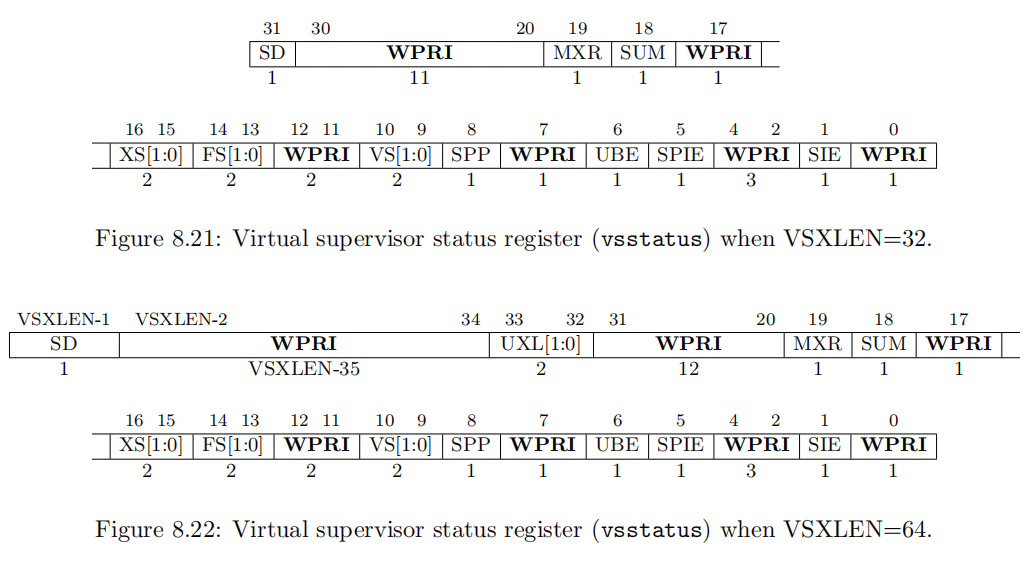 31 30 20 19 18 17
SD WPRI MXR SUM WPRI
1 11 1 1 1
16 15 14 13 12 11 10 9 8 7 6 5 4 2 1 0
XS[1:0] FS[1:0] WPRI VS[1:0] SPP WPRI UBE SPIE WPRI SIE WPRI
2 2 2 2 1 1 1 1 3 1 1
Figure 8.21: Virtual supervisor status register (vsstatus) when VSXLEN=32.
VSXLEN-1 VSXLEN-2 34 33 32 31 20 19 18 17
SD WPRI UXL[1:0] WPRI MXR SUM WPRI
1 VSXLEN-35 2 12 1 1 1
16 15 14 13 12 11 10 9 8 7 6 5 4 2 1 0
XS[1:0] FS[1:0] WPRI VS[1:0] SPP WPRI UBE SPIE WPRI SIE WPRI
2 2 2 2 1 1 1 1 3 1 1
Figure 8.22: Virtual supervisor status register (vsstatus) when VSXLEN=64.